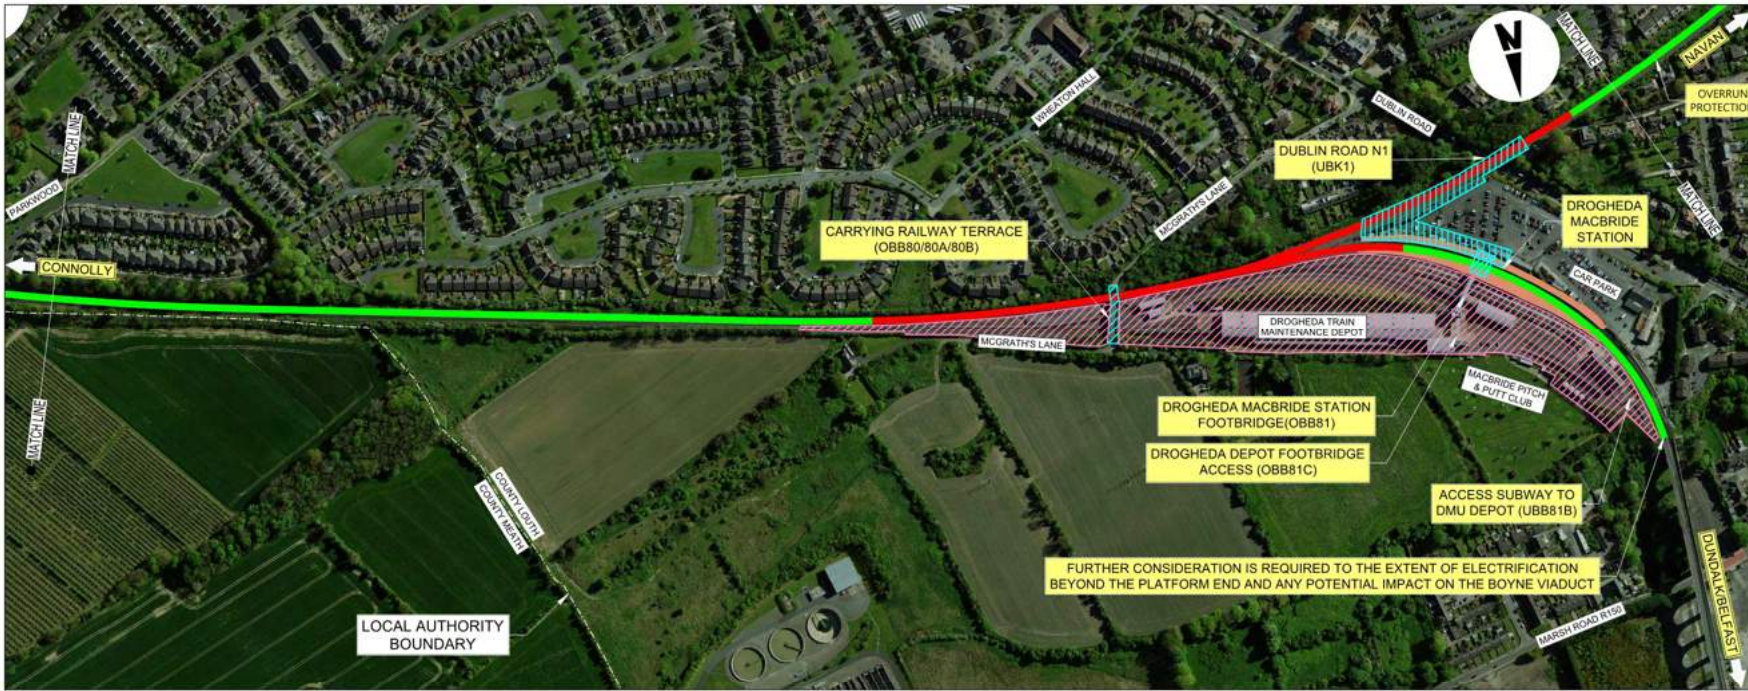 N
MATCH LINE
NAVAN
OVERRUN
PROTECTION
WHEATON HALL
DUBLIN ROAD
MATCH LINE
DUBLIN ROAD N1
(UBK1)
PARKWOOD
MCGRATH'S LANE
DROGHEDA
MACBRIDE
STATION
MATCH LINE
CARRYING RAILWAY TERRACE
(OBB80/80A/80B)
CONNOLLY
CAR PARK
DROGHEDA TRAIN
MAINTENANCE DEPOT
MCGRATH'S LANE
MACBRIDE PITCH
& PUTT CLUB
MATCH LINE
DROGHEDA MACBRIDE STATION
FOOTBRIDGE(OBB81)
DROGHEDA DEPOT FOOTBRIDGE
ACCESS (OBB81C)
COUNTY LOUTH
COUNTY MEATH
ACCESS SUBWAY TO
DMU DEPOT (UBB81B)
FURTHER CONSIDERATION IS REQUIRED TO THE EXTENT OF ELECTRIFICATION
BEYOND THE PLATFORM END AND ANY POTENTIAL IMPACT ON THE BOYNE VIADUCT
DUNDALK/BELFAST
LOCAL AUTHORITY
BOUNDARY
MARSH ROAD R150